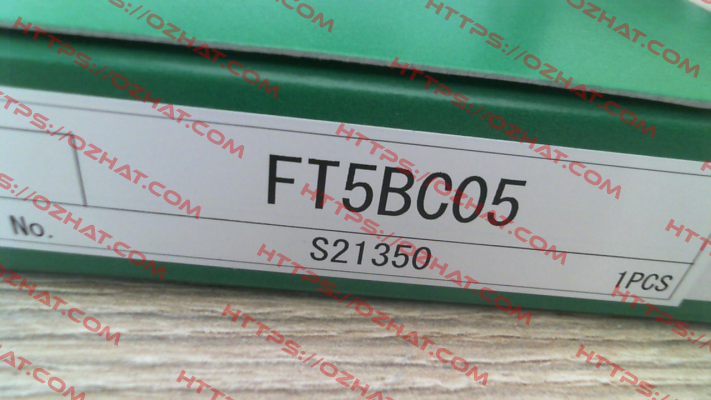 FT5BC05
No.
S21350
1PCS
HTTPS://OZHAT.COM